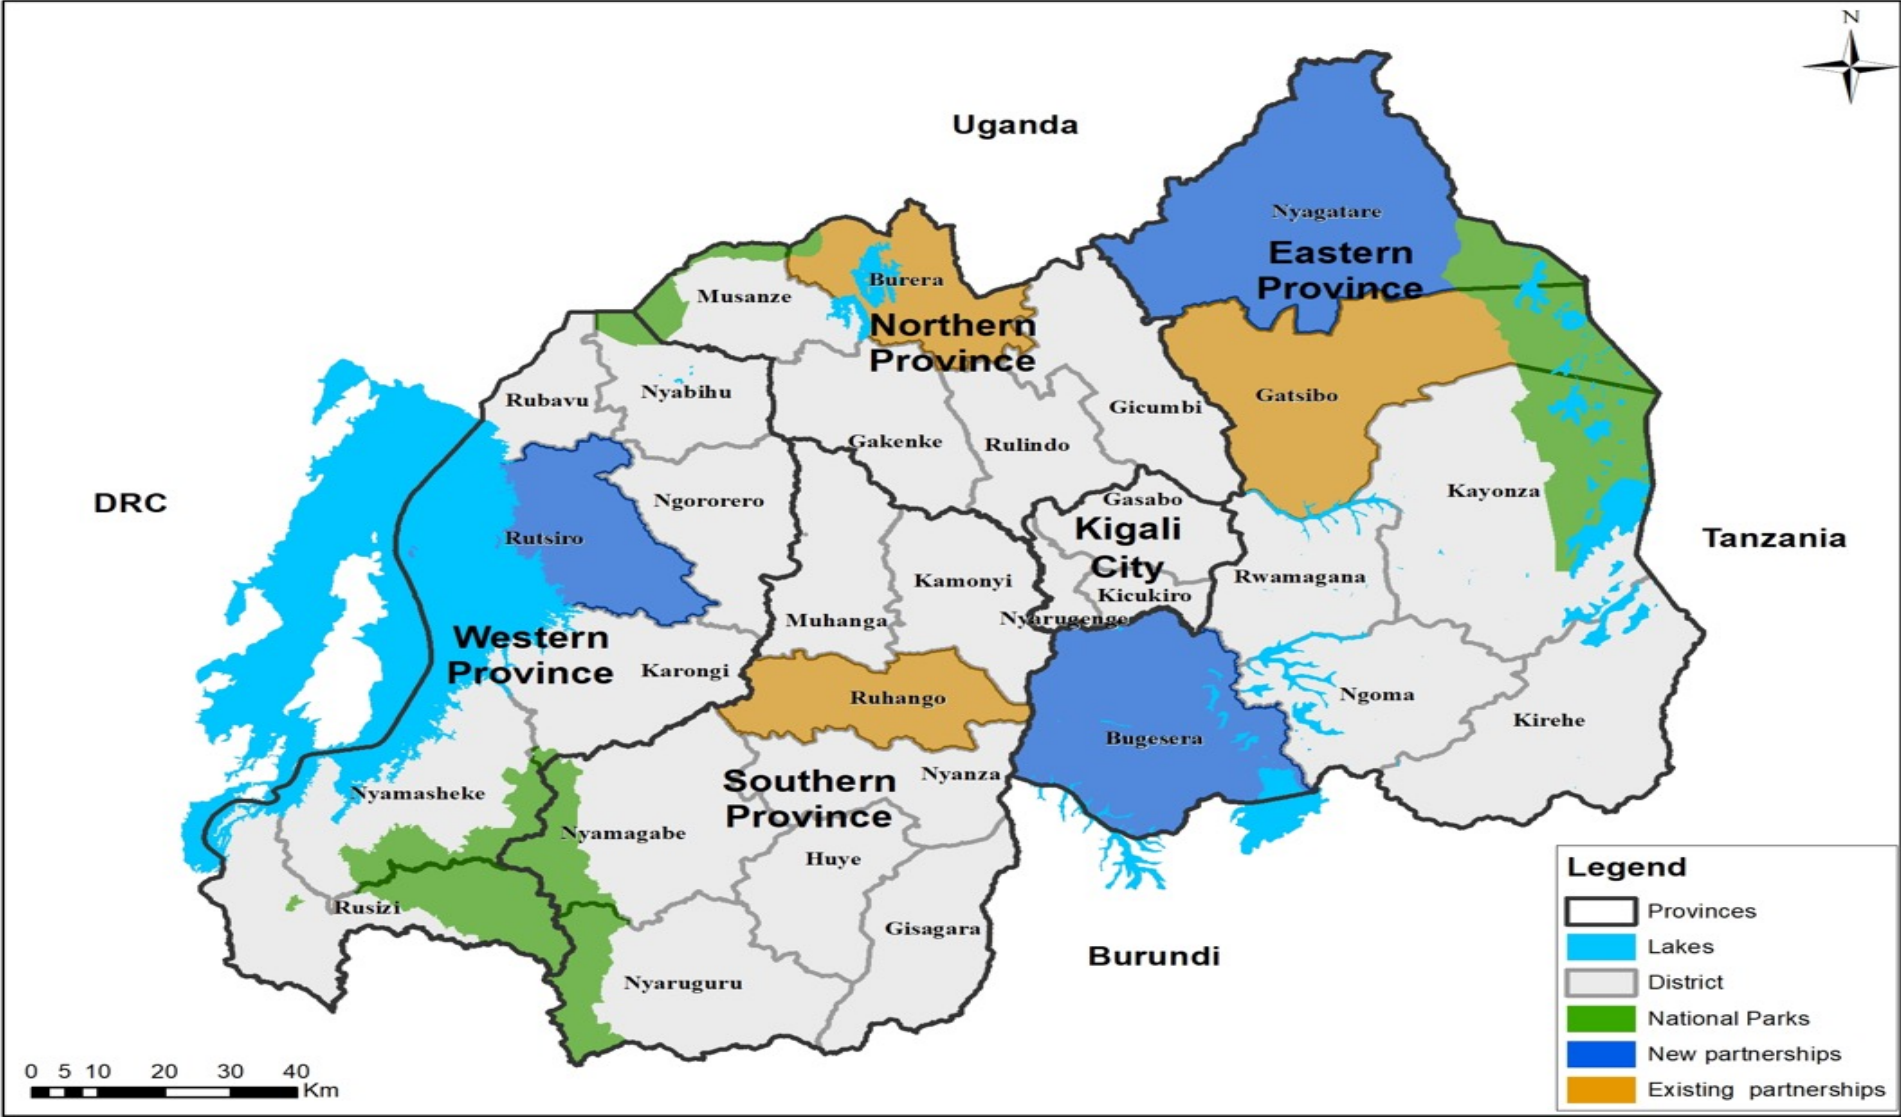 N
Uganda
Nyagatare
Eastern
Province
Burera
Musanze
Northern
Province
Nyabihu
Rubavu
Gatsibo
Gicumbi
Gakenke
Rulindo
Kayonza
Ngororero
Gasabo
DRC
Kigali
City
Rutsiro
Tanzania
Kamonyi
Rwamagana
Kicukiro
Muhanga
Nyarugenge
Western
Province
Karongi
Ruhango
Ngoma
Kirehe
Bugesera
Nyanza
Southern
Province
Nyamasheke
Nyamagabe
Huye
Rusizi
Gisagara
Burundi
Nyaruguru
Legend
Provinces
Lakes
District
National Parks
New partnerships
Existing partnerships
0 5 10 20 30 40
Km